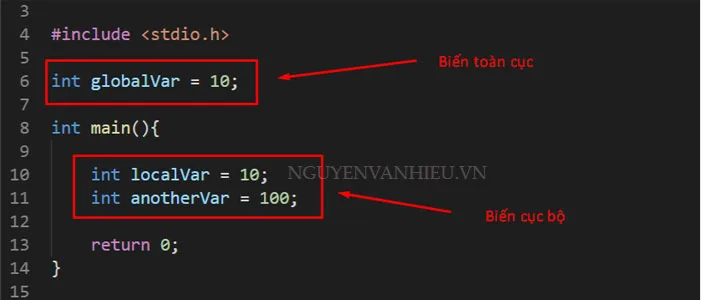 3
4 #include <stdio.h>
5
Biến toàn cục
6 int globalVar = 10;
7
8 int main(){
9
10 int localVar = 10;
NGUYENVANHIEU.VN
11 int anotherVar = 100;
Biến cục bộ
12
13 return 0;
14 }
15